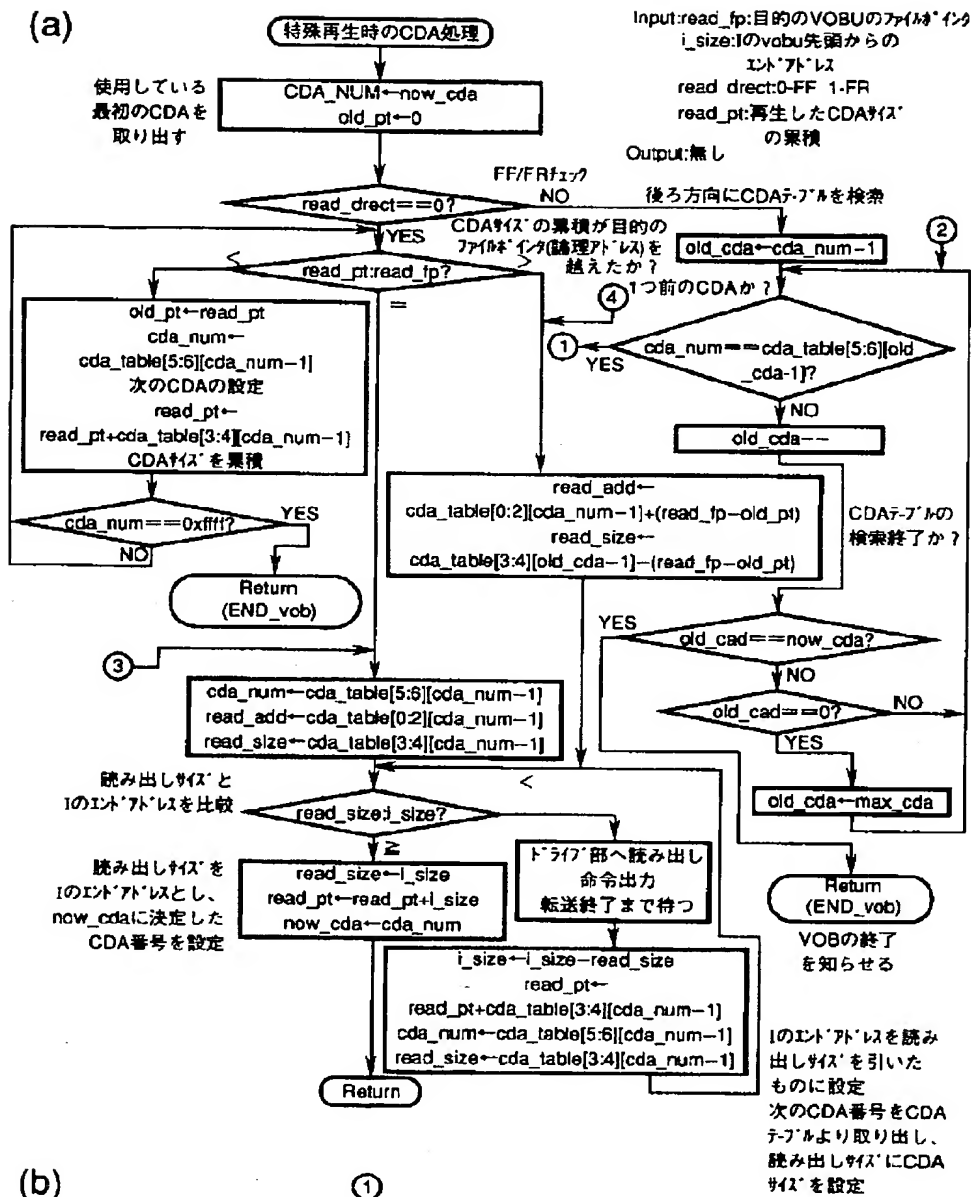 (a)
特殊再生時のCDA処理
Input:read_fp:目的のVOBUのファイルポインタ
i_size:Iのvobu先頭からの
エンドアドレス
read drect:0-FF 1-FR
read_pt:再生したCDAサイズ
の累積
Output:無し
使用している
最初のCDAを
取り出す
CDA_NUM←now_cda
old_pt←0
FF/FRチェック
read_drect==0?
NO
YES
後ろ方向にCDAテーブルを検索
CDAサイズの累積が目的の
ファイルポインタ(論理アドレス)を
越えたか?
old_cda←cda_num−1
②
<
read_pt:read_fp?
>
=
④
1つ前のCDAか?
①
YES
cda_num==cda_table[5:6][old
_cda-1]?
NO
old_pt←read_pt
cda_num←
cda_table[5:6][cda_num−1]
次のCDAの設定
read_pt←
read_pt+cda_table[3:4][cda_num−1]
CDAサイズを累積
old_cda−−
cda_num==0xffff?
YES
NO
Return
(END_vob)
read_add←
cda_table[0:2][cda_num−1]+(read_fp−old_pt)
read_size←
cda_table[3:4][old_cda−1]−(read_fp−old_pt)
CDAテーブルの
検索終了か?
YES
old_cad==now_cda?
NO
③
cda_num←cda_table[5:6][cda_num−1]
read_add←cda_table[0:2][cda_num−1]
read_size←cda_table[3:4][cda_num−1]
old_cad==0?
NO
YES
old_cda←max_cda
読み出しサイズと
Iのエンドアドレスを比較
read_size:i_size?
<
≧
読み出しサイズを
Iのエンドアドレスとし、
now_cdaに決定した
CDA番号を設定
read_size←i_size
read_pt←read_pt+i_size
now_cda←cda_num
ドライブ部へ読み出し
命令出力
転送終了まで待つ
Return
(END_vob)
VOBの終了
を知らせる
i_size←i_size−read_size
read_pt←
read_pt+cda_table[3:4][cda_num−1]
cda_num←cda_table[5:6][cda_num−1]
read_size←cda_table[3:4][cda_num−1]
Return
Iのエンドアドレスを読み
出しサイズを引いた
ものに設定
次のCDA番号をCDA
テーブルより取り出し、
読み出しサイズにCDA
サイズを設定
(b)
①